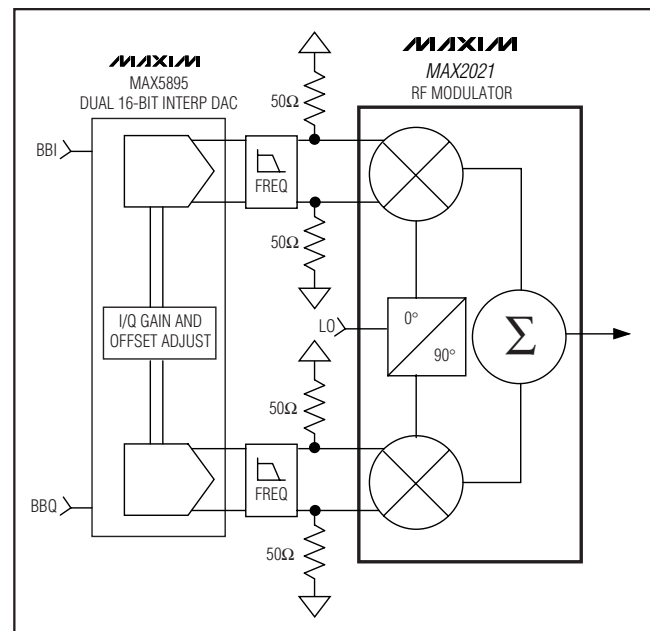 MAXIM
MAX5895
DUAL 16-BIT INTERP DAC
MAXIM
MAX2021
RF MODULATOR
50Ω
BBI
FREQ
50Ω
I/Q GAIN AND
OFFSET ADJUST
LO
0°
90°
Σ
50Ω
FREQ
BBQ
50Ω